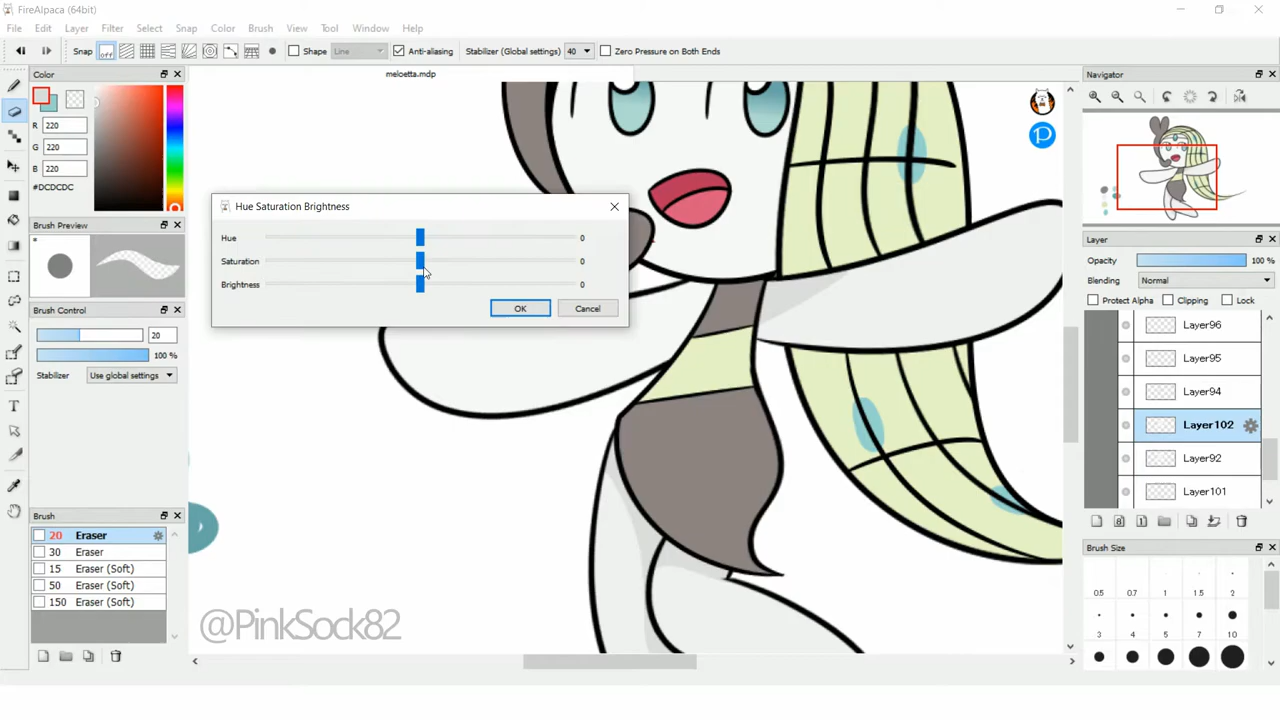 FireAlpaca (64bit)
File Edit Layer Filter Select Snap Color Brush View Tool Window Help
Snap off Shape Line Anti-aliasing Stabilizer (Global settings) 40 Zero Pressure on Both Ends
Color
meloetta.mdp
Navigator
R 220
G 220
B 220
#DCDCDC
P
Hue Saturation Brightness
Hue 0
Saturation 0
Brightness 0
OK Cancel
Brush Preview
Brush Control
20
100 %
Stabilizer Use global settings
Layer
Opacity 100 %
Blending Normal
Protect Alpha Clipping Lock
Layer96
Layer95
Layer94
Layer102
Layer92
Layer101
8 1
Brush
20 Eraser
30 Eraser
15 Eraser (Soft)
50 Eraser (Soft)
150 Eraser (Soft)
Brush Size
0.5 0.7 1 1.5 2
3 4 5 7 10
@PinkSock82